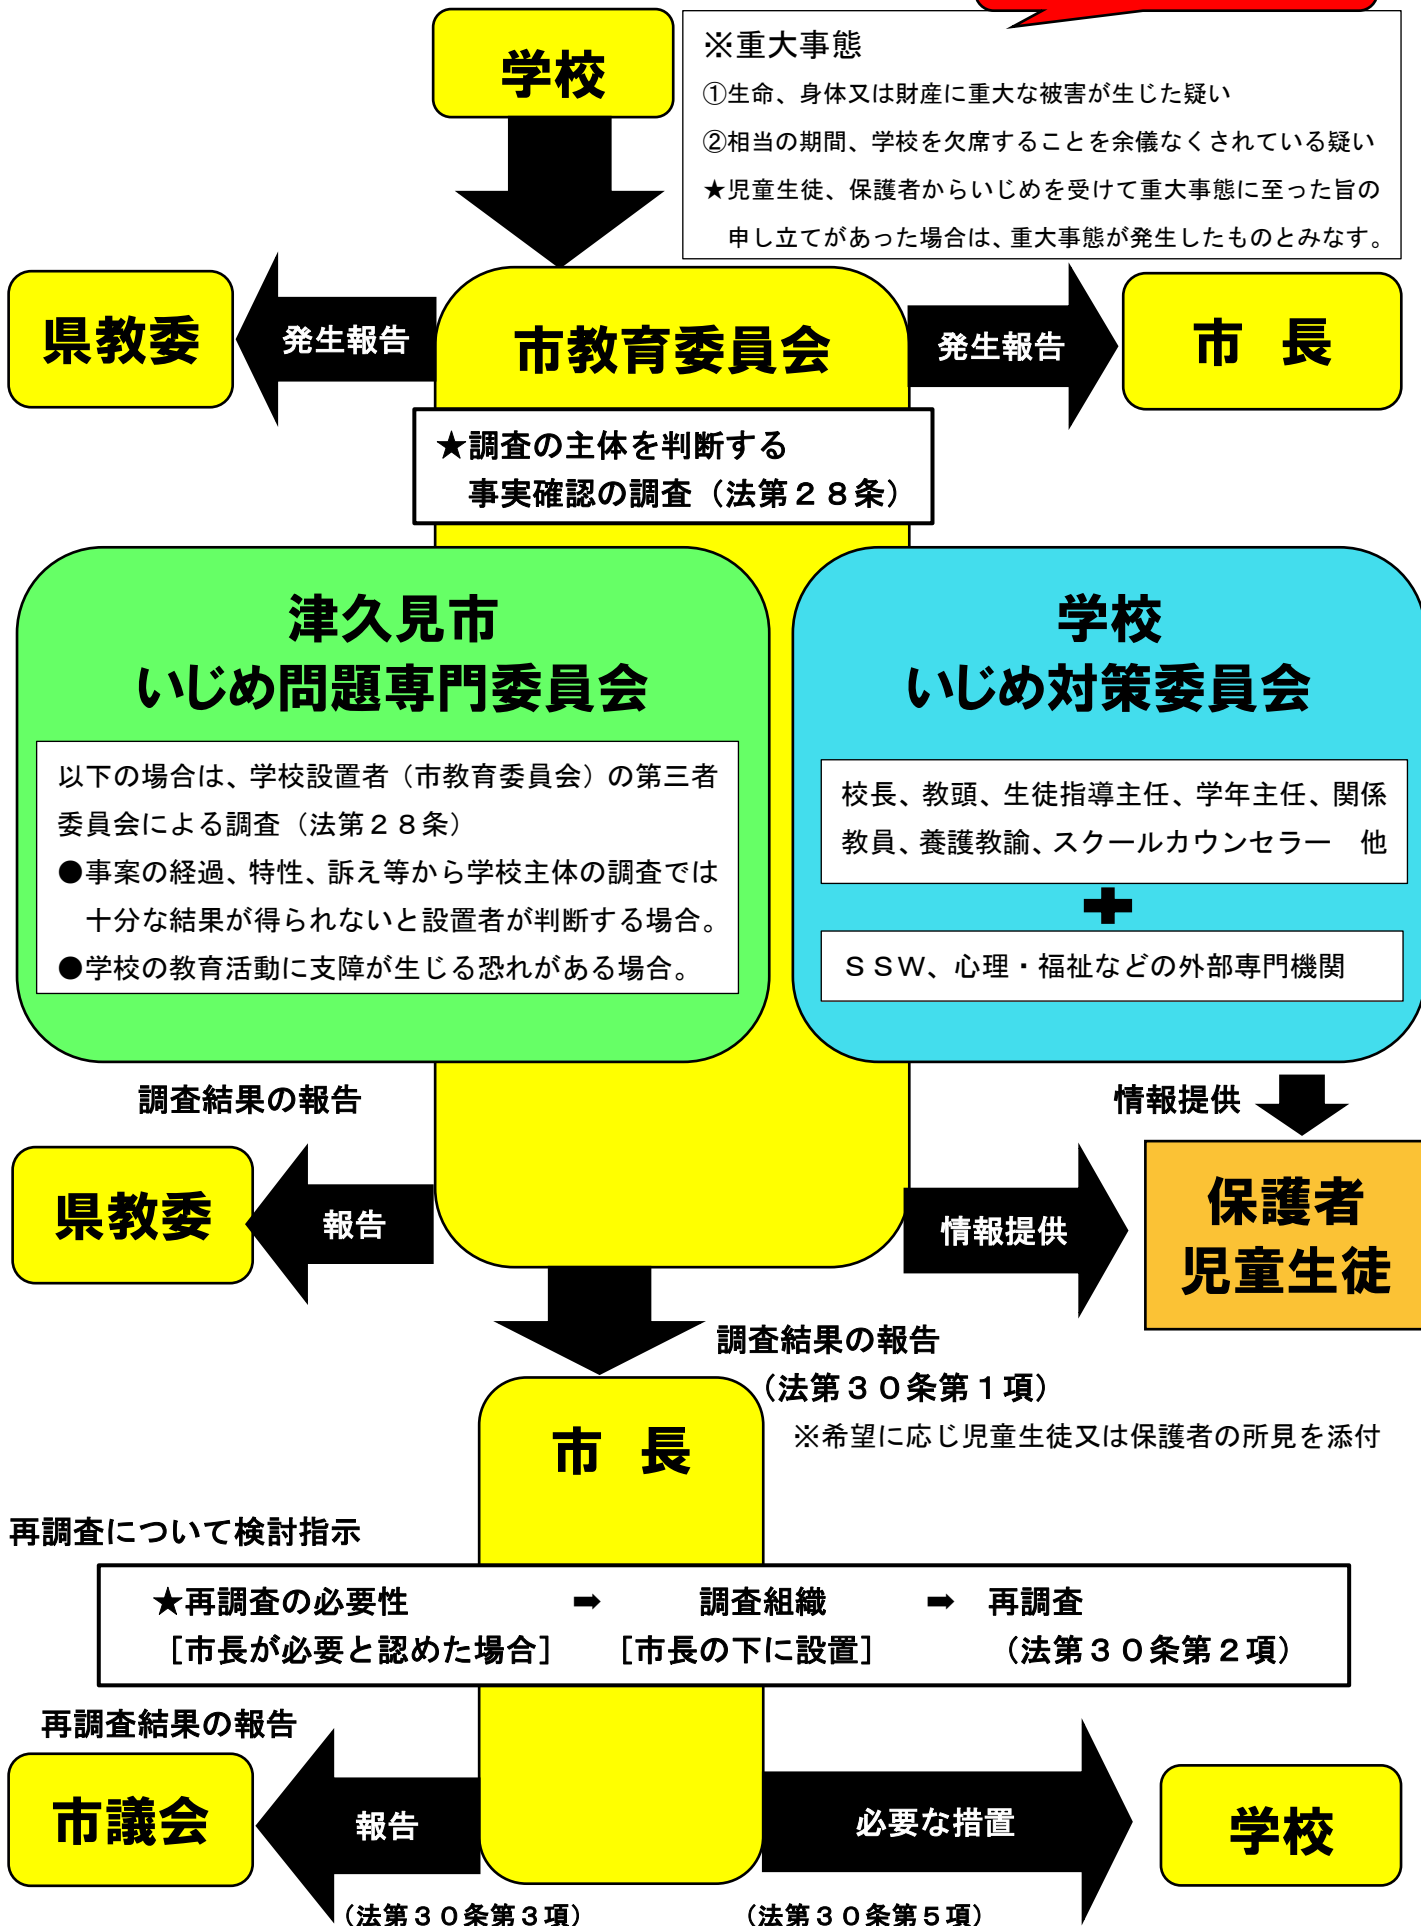 学校
※重大事態
①生命、身体又は財産に重大な被害が生じた疑い
②相当の期間、学校を欠席することを余儀なくされている疑い
★児童生徒、保護者からいじめを受けて重大事態に至った旨の
申し立てがあった場合は、重大事態が発生したものとみなす。
県教委
発生報告
市教育委員会
発生報告
市 長
★調査の主体を判断する
事実確認の調査（法第２８条）
津久見市
いじめ問題専門委員会
以下の場合は、学校設置者（市教育委員会）の第三者
委員会による調査（法第２８条）
●事案の経過、特性、訴え等から学校主体の調査では
十分な結果が得られないと設置者が判断する場合。
●学校の教育活動に支障が生じる恐れがある場合。
学校
いじめ対策委員会
校長、教頭、生徒指導主任、学年主任、関係
教員、養護教諭、スクールカウンセラー　他
＋
ＳＳＷ、心理・福祉などの外部専門機関
調査結果の報告
情報提供
県教委
報告
情報提供
保護者
児童生徒
調査結果の報告
（法第３０条第１項）
※希望に応じ児童生徒又は保護者の所見を添付
市 長
再調査について検討指示
★再調査の必要性 ➡ 調査組織 ➡ 再調査
［市長が必要と認めた場合］ ［市長の下に設置］ （法第３０条第２項）
再調査結果の報告
市議会
報告
必要な措置
学校
（法第３０条第３項）
（法第３０条第５項）